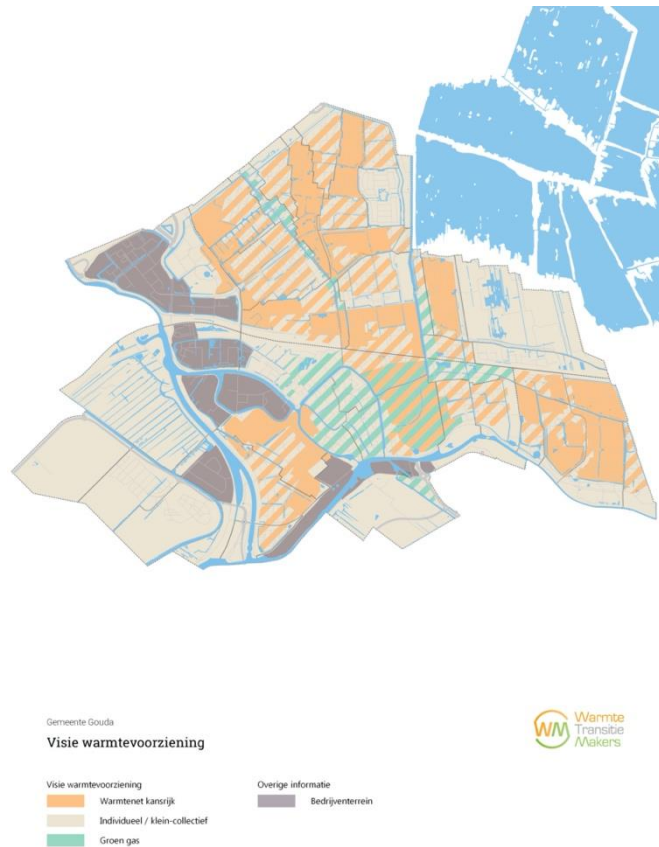 Gemeente Gouda
Visie warmtevoorziening
WM
Warmte
Transitie
Makers
Visie warmtevoorziening
Warmtenet kansrijk
Individueel / klein-collectief
Groen gas
Overige informatie
Bedrijventerrein